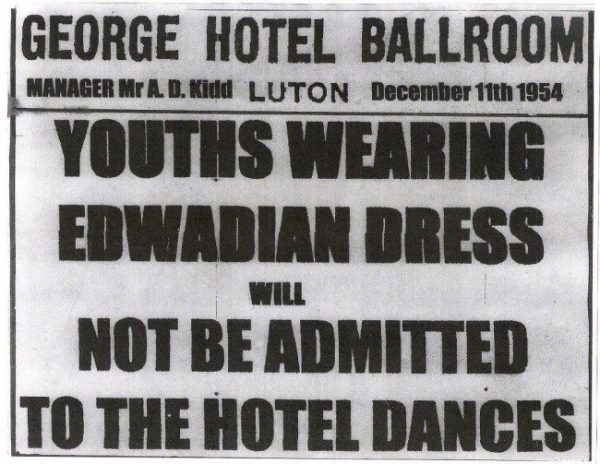 GEORGE HOTEL BALLROOM
MANAGER Mr A. D. Kidd LUTON December 11th 1954
YOUTHS WEARING
EDWADIAN DRESS
WILL
NOT BE ADMITTED
TO THE HOTEL DANCES